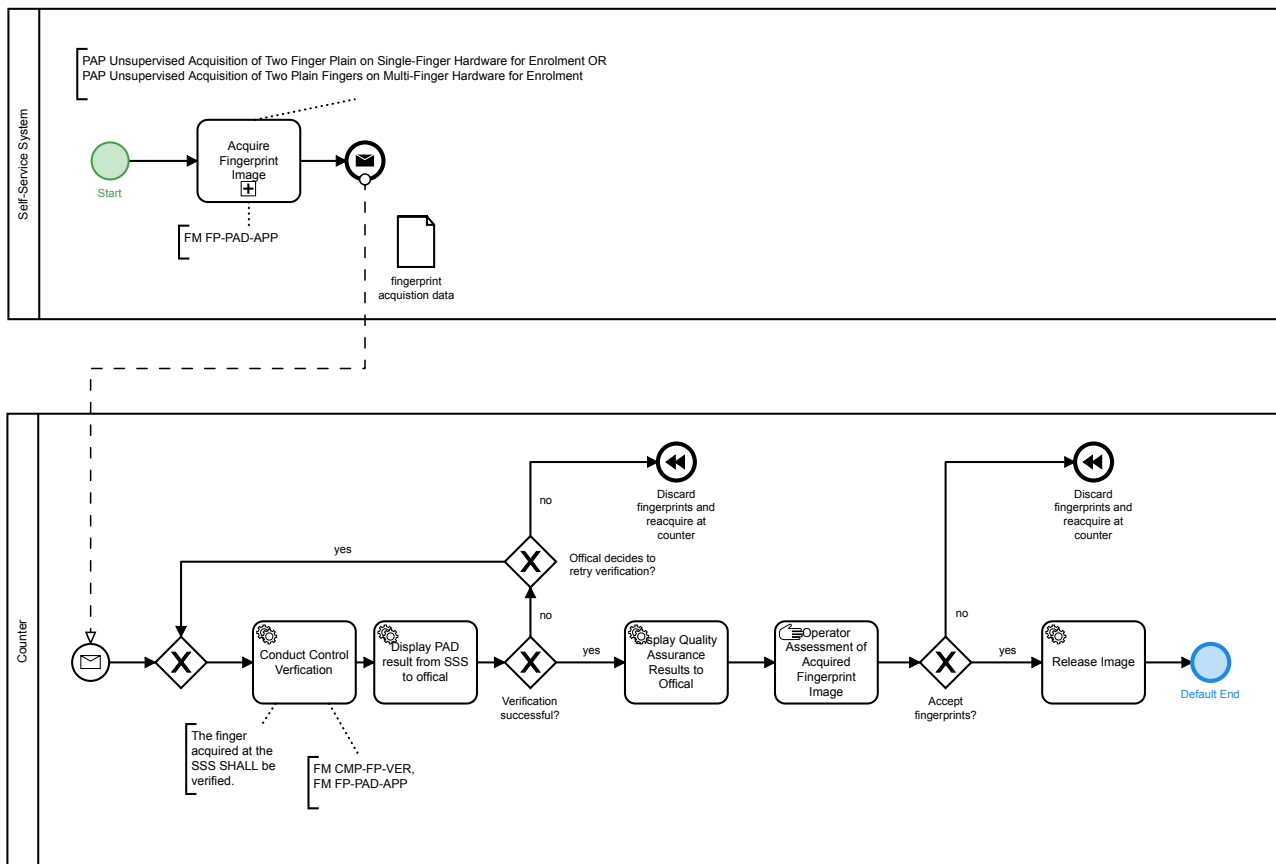 Self-Service System
PAP Unsupervised Acquisition of Two Finger Plain on Single-Finger Hardware for Enrolment OR
PAP Unsupervised Acquisition of Two Plain Fingers on Multi-Finger Hardware for Enrolment
Acquire
Fingerprint
Image
Start
FM FP-PAD-APP
fingerprint
acquistion data
Counter
Discard
fingerprints and
reacquire at
counter
no
Offical decides to
retry verification?
yes
no
Conduct Control
Verfication
Display PAD
result from SSS
to offical
Verification
successful?
yes
splay Quality
Assurance
Results to
Offical
Operator
Assessment of
Acquired
Fingerprint
Image
Discard
fingerprints and
reacquire at
counter
no
Accept
fingerprints?
yes
Release Image
Default End
The finger
acquired at the
SSS SHALL be
verified.
FM CMP-FP-VER,
FM FP-PAD-APP